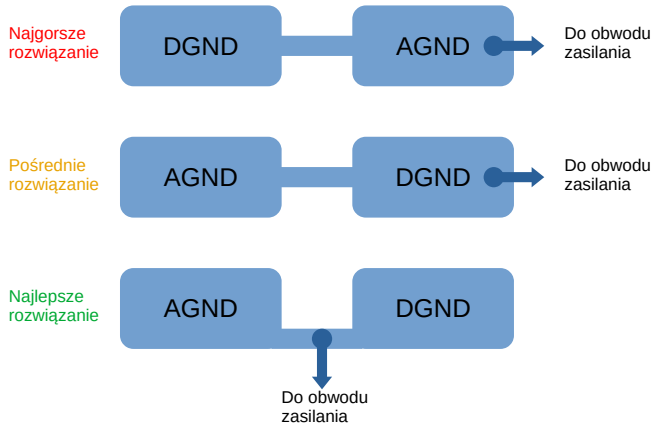 Najgorsze
rozwiązanie
DGND
AGND
Do obwodu
zasilania
Pośrednie
rozwiązanie
AGND
DGND
Do obwodu
zasilania
Najlepsze
rozwiązanie
AGND
DGND
Do obwodu
zasilania